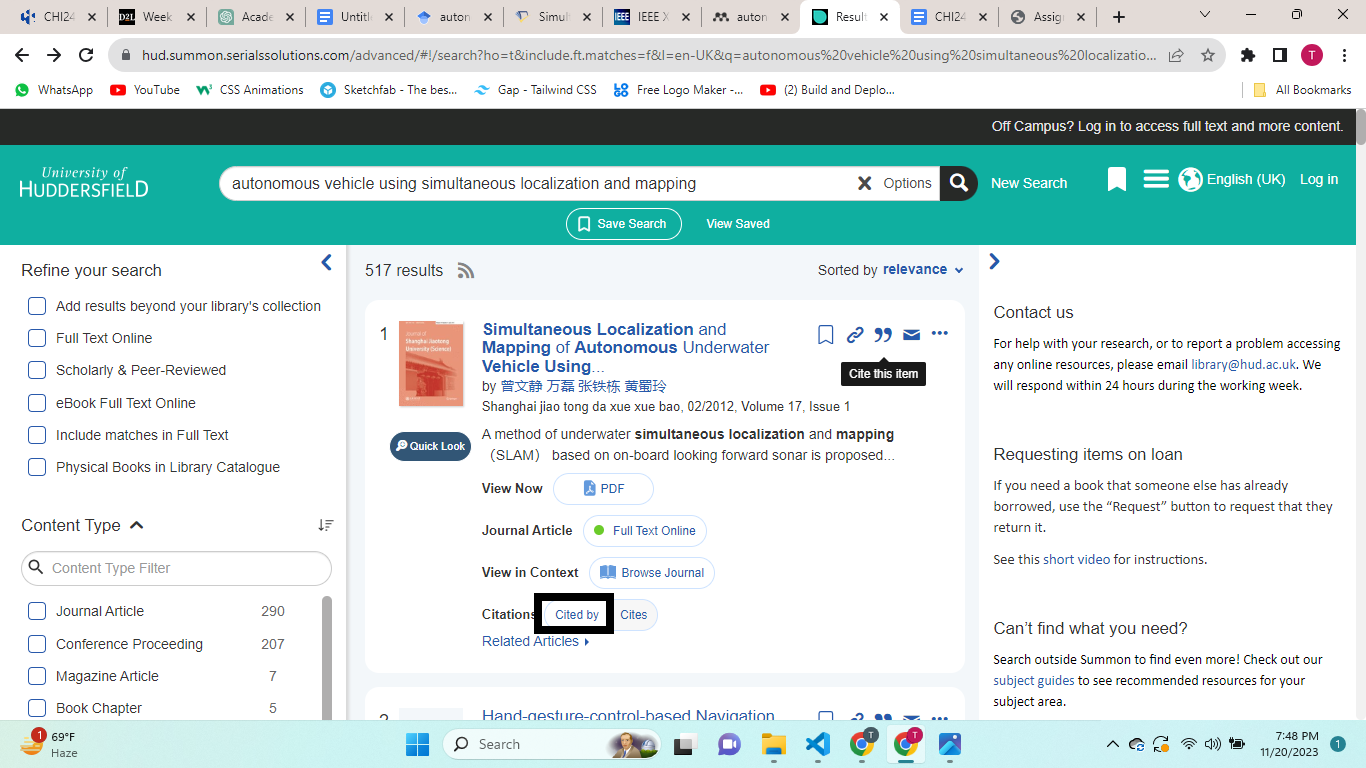 CHI24
D2L Week
Acade
Untitle
auton
Simult
IEEE IEEE X
auton
Result
CHI24
Assign
hud.summon.serialssolutions.com/advanced/#!/search?ho=t&include.ft.matches=f&l=en-UK&q=autonomous%20vehicle%20using%20simultaneous%20localizatio...
T
WhatsApp
YouTube
CSS Animations
Sketchfab - The bes...
Gap - Tailwind CSS
Free Logo Maker -...
(2) Build and Deplo...
All Bookmarks
Off Campus? Log in to access full text and more content.
University of
HUDDERSFIELD
autonomous vehicle using simultaneous localization and mapping
Options
New Search
English (UK)
Log in
Save Search
View Saved
Refine your search
Add results beyond your library's collection
Full Text Online
Scholarly & Peer-Reviewed
eBook Full Text Online
Include matches in Full Text
Physical Books in Library Catalogue
Content Type
Content Type Filter
Journal Article 290
Conference Proceeding 207
Magazine Article 7
Book Chapter 5
517 results
Sorted by relevance
1
Journal of
Shanghai Jiaotong
University (Science)
Simultaneous Localization and
Mapping of Autonomous Underwater
Vehicle Using...
by 曾文静 万磊 张铁栋 黄蜀玲
Shanghai jiao tong da xue xue bao, 02/2012, Volume 17, Issue 1
Cite this item
Quick Look
A method of underwater simultaneous localization and mapping
（SLAM） based on on-board looking forward sonar is proposed...
View Now PDF
Journal Article Full Text Online
View in Context Browse Journal
Citations Cited by Cites
Related Articles
2
Hand-gesture-control-based Navigation
Contact us
For help with your research, or to report a problem accessing
any online resources, please email library@hud.ac.uk. We
will respond within 24 hours during the working week.
Requesting items on loan
If you need a book that someone else has already
borrowed, use the “Request” button to request that they
return it.
See this short video for instructions.
Can’t find what you need?
Search outside Summon to find even more! Check out our
subject guides to see recommended resources for your
subject area.
1
69°F
Haze
Search
T
T
7:48 PM
11/20/2023
1